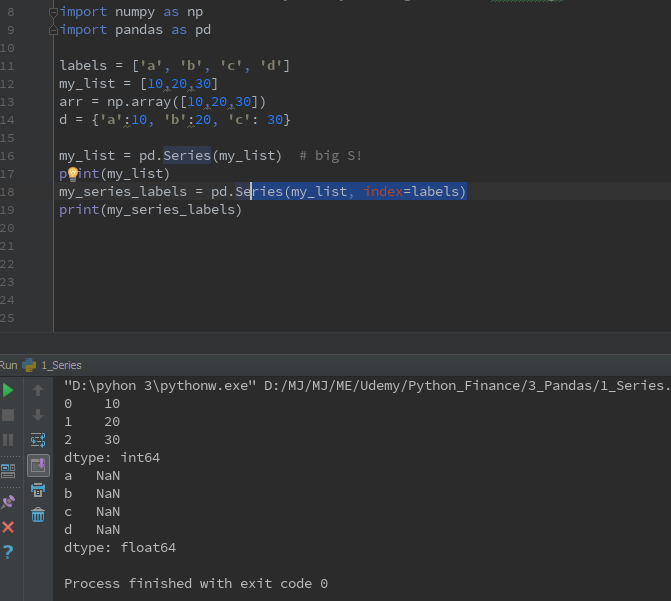 8 import numpy as np
9 import pandas as pd
10
11 labels = ['a', 'b', 'c', 'd']
12 my_list = [10,20,30]
13 arr = np.array([10,20,30])
14 d = {'a':10, 'b':20, 'c': 30}
15
16 my_list = pd.Series(my_list)  # big S!
17 print(my_list)
18 my_series_labels = pd.Series(my_list, index=labels)
19 print(my_series_labels)
20
21
22
23
24
25
Run 1_Series
"D:\pyhon 3\pythonw.exe" D:/MJ/MJ/ME/Udemy/Python_Finance/3_Pandas/1_Series.
0    10
1    20
2    30
dtype: int64
a   NaN
b   NaN
c   NaN
d   NaN
dtype: float64
Process finished with exit code 0